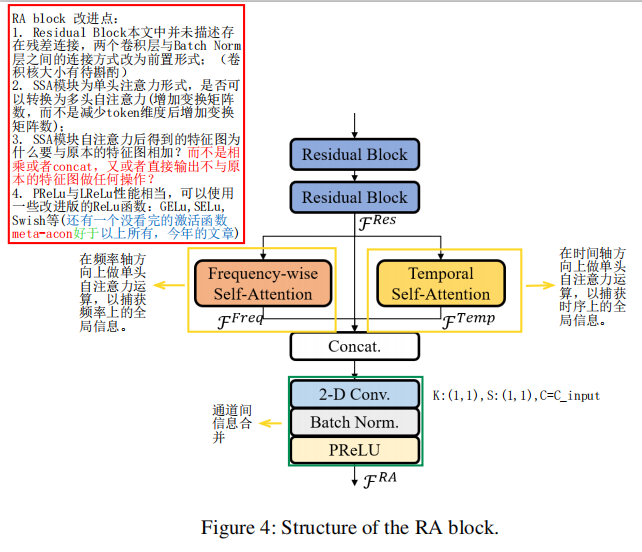 RA block 改进点：
1. Residual Block本文中并未描述存
在残差连接，两个卷积层与Batch Norm
层之间的连接方式改为前置形式；（卷
积核大小有待斟酌）
2. SSA模块为单头注意力形式，是否可
以转换为多头自注意力(增加变换矩阵
数，而不是减少token维度后增加变换
矩阵数)；
3. SSA模块自注意力后得到的特征图为
什么要与原本的特征图相加？而不是相
乘或者concat，又或者直接输出不与原
本的特征图做任何操作？
4. PReLu与LReLu性能相当，可以使用
一些改进版的ReLu函数：GELu,SELu,
Swish等(还有一个没看完的激活函数
meta-acon好于以上所有，今年的文章)
Residual Block
Residual Block
ℱ^Res
在频率轴方
向上做单头
自注意力运
算，以捕获
频率上的全
局信息。
Frequency-wise
Self-Attention
ℱ^Freq
Temporal
Self-Attention
ℱ^Temp
在时间轴方
向上做单头
自注意力运
算，以捕获
时序上的全
局信息。
Concat.
通道间
信息合
并
2-D Conv.
Batch Norm.
PReLU
K:(1,1),S:(1,1),C=C_input
ℱ^RA
Figure 4: Structure of the RA block.